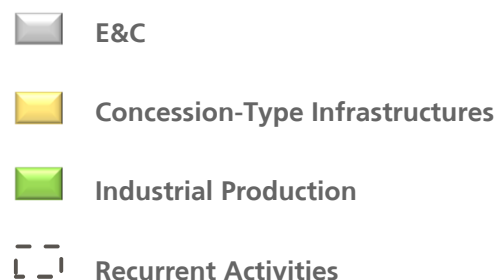 E&C
Concession-Type Infrastructures
Industrial Production
Recurrent Activities